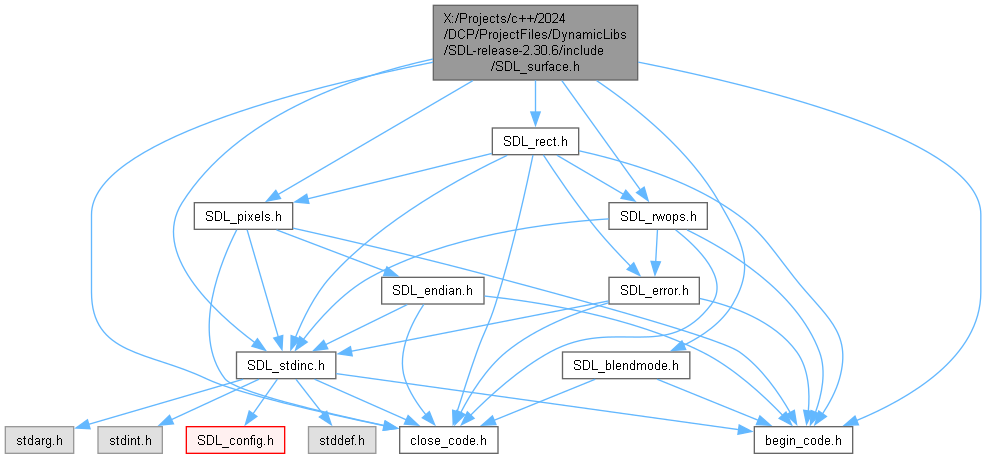 X:/Projects/c++/2024
/DCP/ProjectFiles/DynamicLibs
/SDL-release-2.30.6/include
/SDL_surface.h
SDL_rect.h
SDL_pixels.h
SDL_rwops.h
SDL_endian.h
SDL_error.h
SDL_stdinc.h
SDL_blendmode.h
stdarg.h
stdint.h
SDL_config.h
stddef.h
close_code.h
begin_code.h